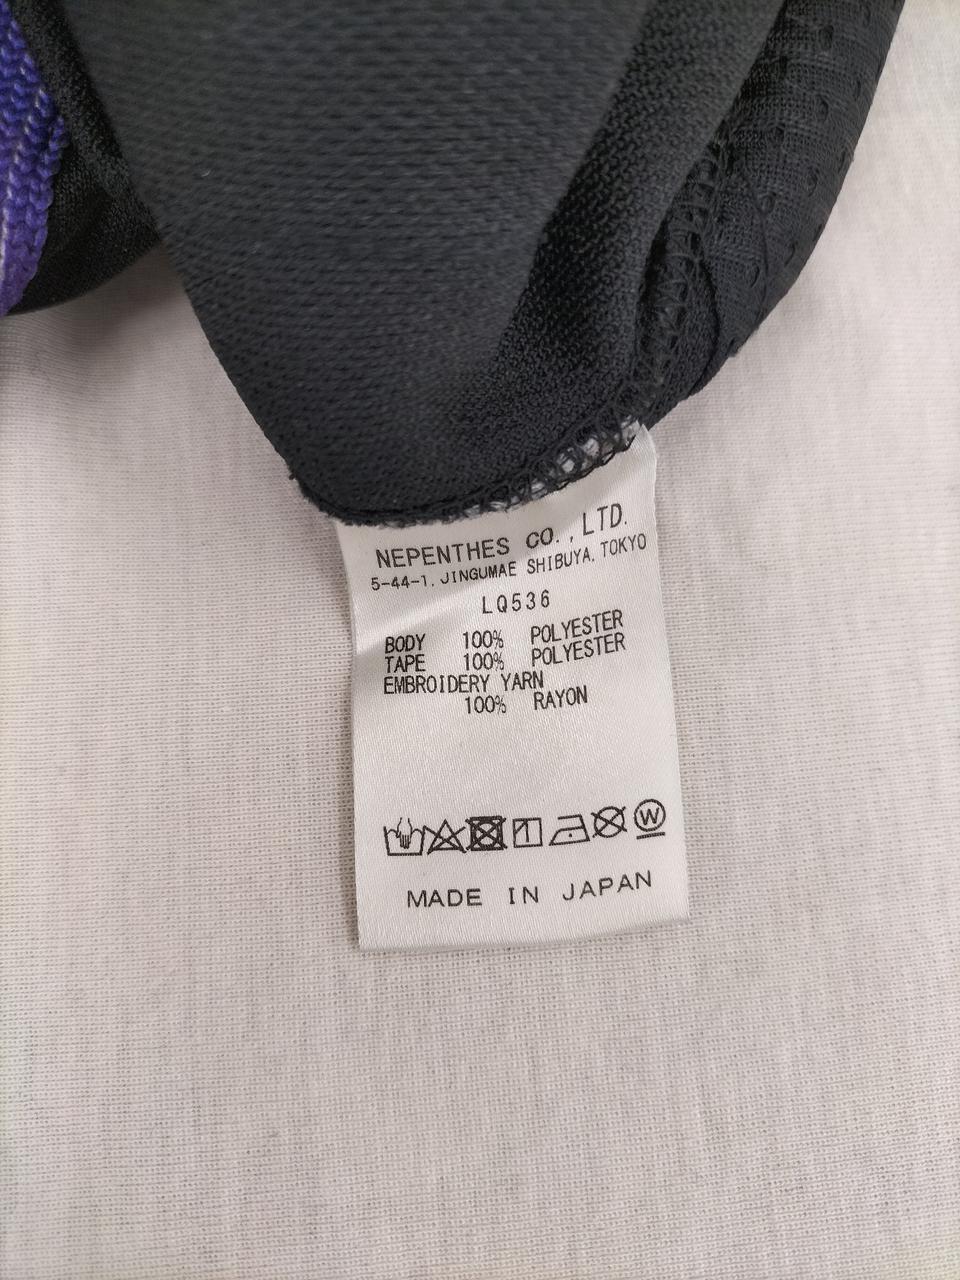 NEPENTHES CO.,LTD.
5-44-1. JINGUMAE SHIBUYA. TOKYO
LQ536
BODY 100% POLYESTER
TAPE 100% POLYESTER
EMBROIDERY YARN
100% RAYON
W
MADE IN JAPAN